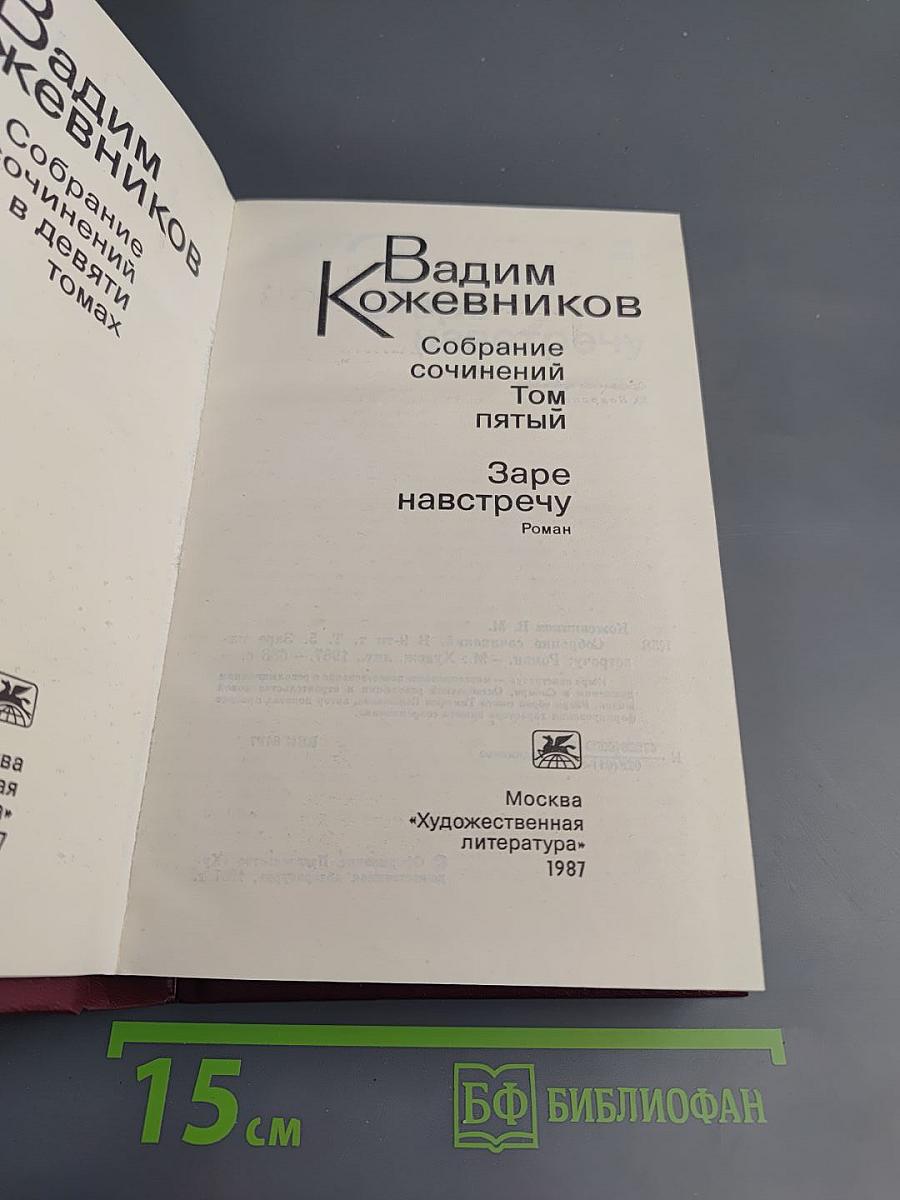 Вадим
Кожевников
Собрание
сочинений
в девяти
томах
Вадим
Кожевников
Собрание
сочинений
Том
пятый
Заре
навстречу
Роман
Москва
«Художественная
литература»
1987
15 см
БФ БИБЛИОФАН